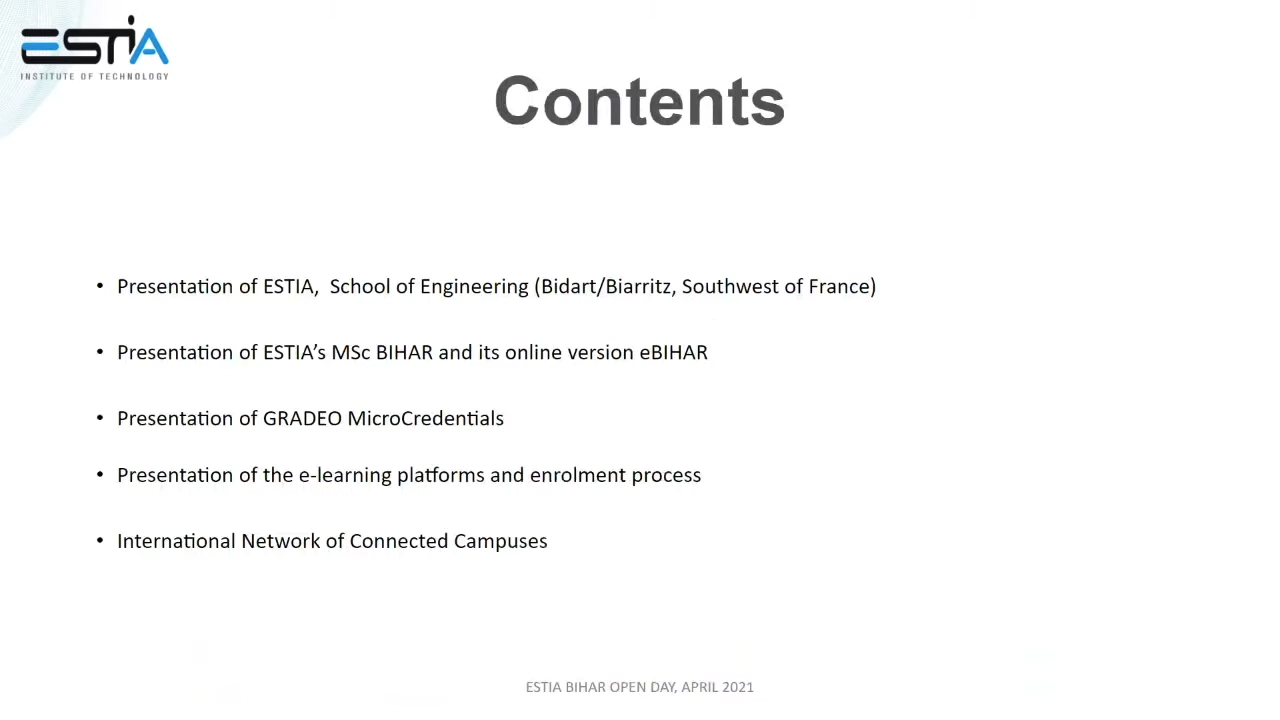 ESTIA
INSTITUTE OF TECHNOLOGY
Contents
• Presentation of ESTIA,  School of Engineering (Bidart/Biarritz, Southwest of France)
• Presentation of ESTIA’s MSc BIHAR and its online version eBIHAR
• Presentation of GRADEO MicroCredentials
• Presentation of the e-learning platforms and enrolment process
• International Network of Connected Campuses
ESTIA BIHAR OPEN DAY, APRIL 2021